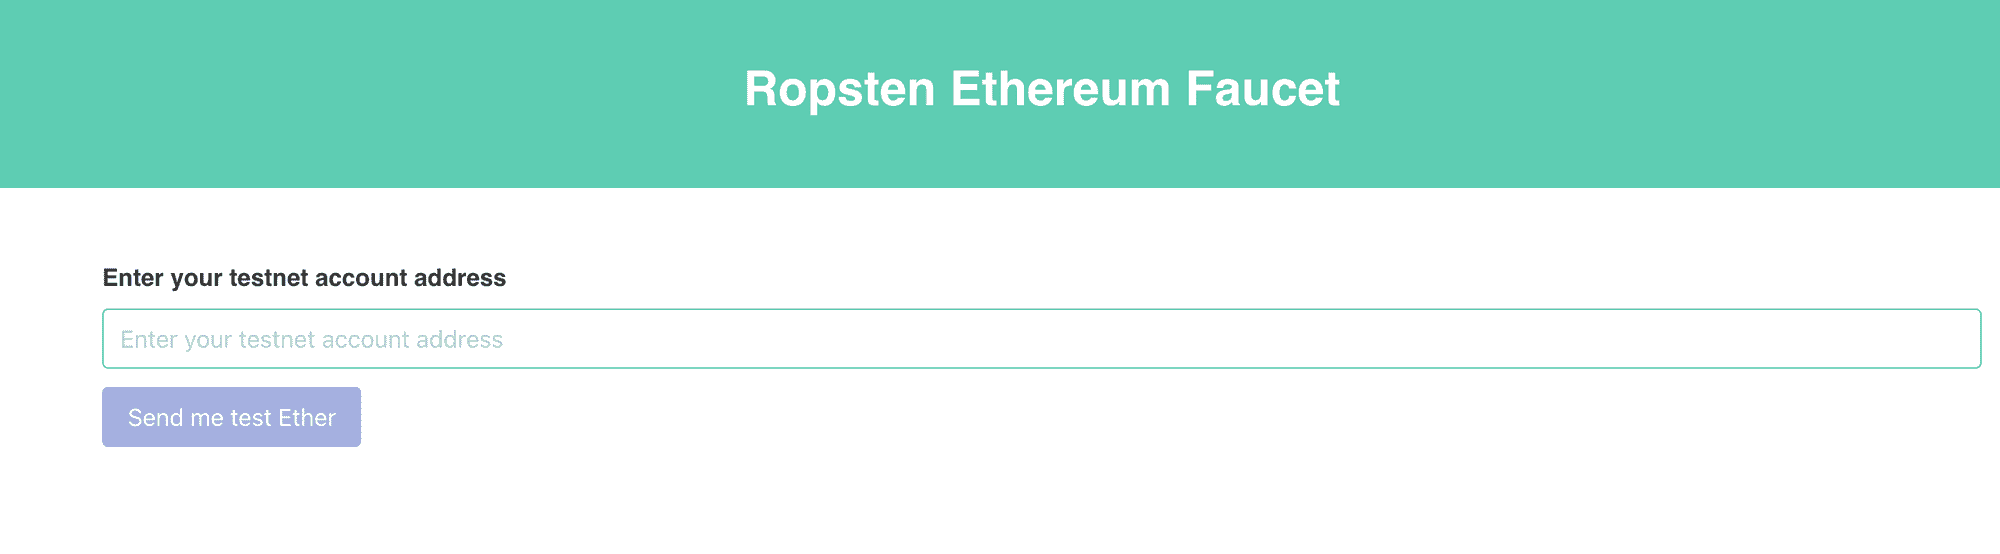 Ropsten Ethereum Faucet
Enter your testnet account address
Enter your testnet account address
Send me test Ether